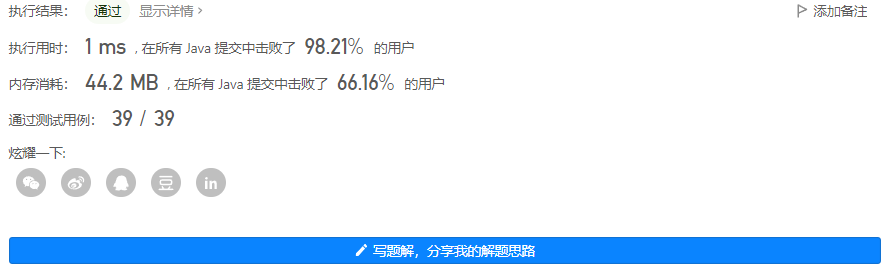 执行结果： 通过 显示详情 › 添加备注
执行用时： 1 ms ，在所有 Java 提交中击败了 98.21% 的用户
内存消耗： 44.2 MB ，在所有 Java 提交中击败了 66.16% 的用户
通过测试用例： 39 / 39
炫耀一下:
豆 in
写题解，分享我的解题思路